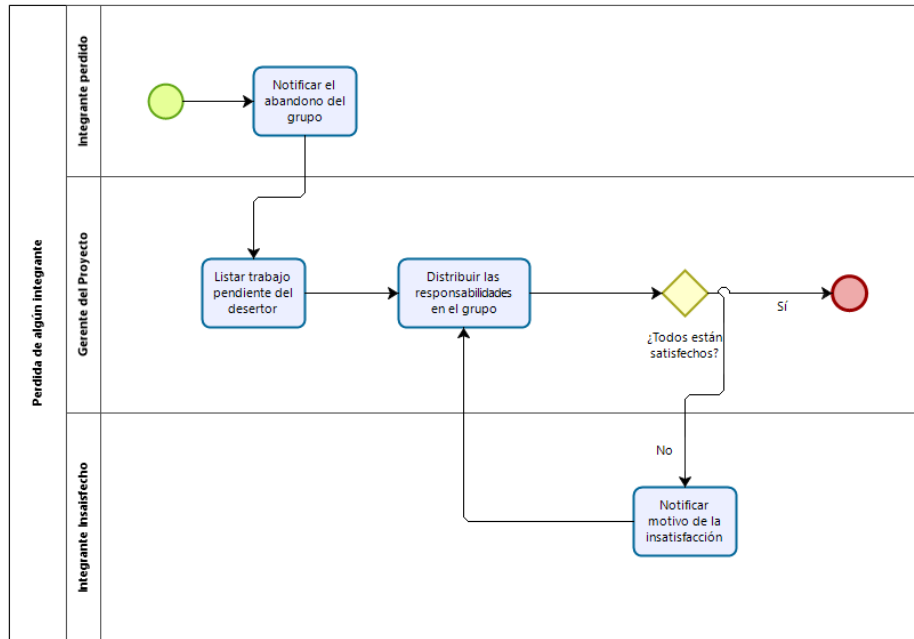 Perdida de algún integrante
Integrante perdido
Notificar el
abandono del
grupo
Gerente del Proyecto
Listar trabajo
pendiente del
desertor
Distribuir las
responsabilidades
en el grupo
¿Todos están
satisfechos?
Sí
Integrante Insaisfecho
No
Notificar
motivo de la
insatisfacción